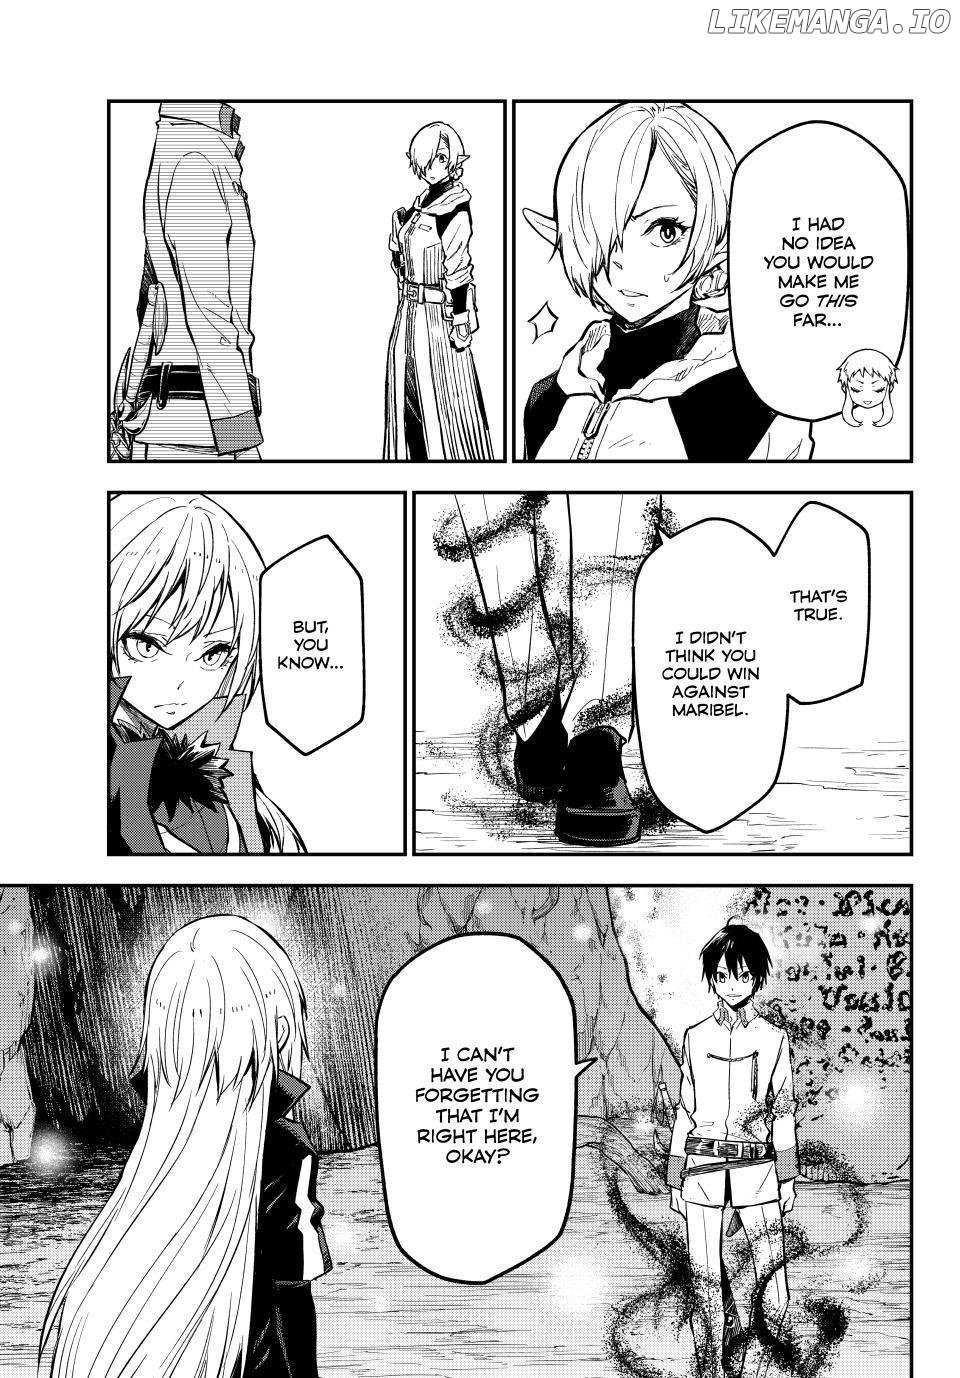 LIKEMANGA.IO
I HAD
NO IDEA
YOU WOULD
MAKE ME
GO THIS
FAR...
THAT'S
TRUE.
I DIDN'T
THINK YOU
COULD WIN
AGAINST
MARIBEL.
BUT,
YOU
KNOW...
I CAN'T
HAVE YOU
FORGETTING
THAT I'M
RIGHT HERE,
OKAY?